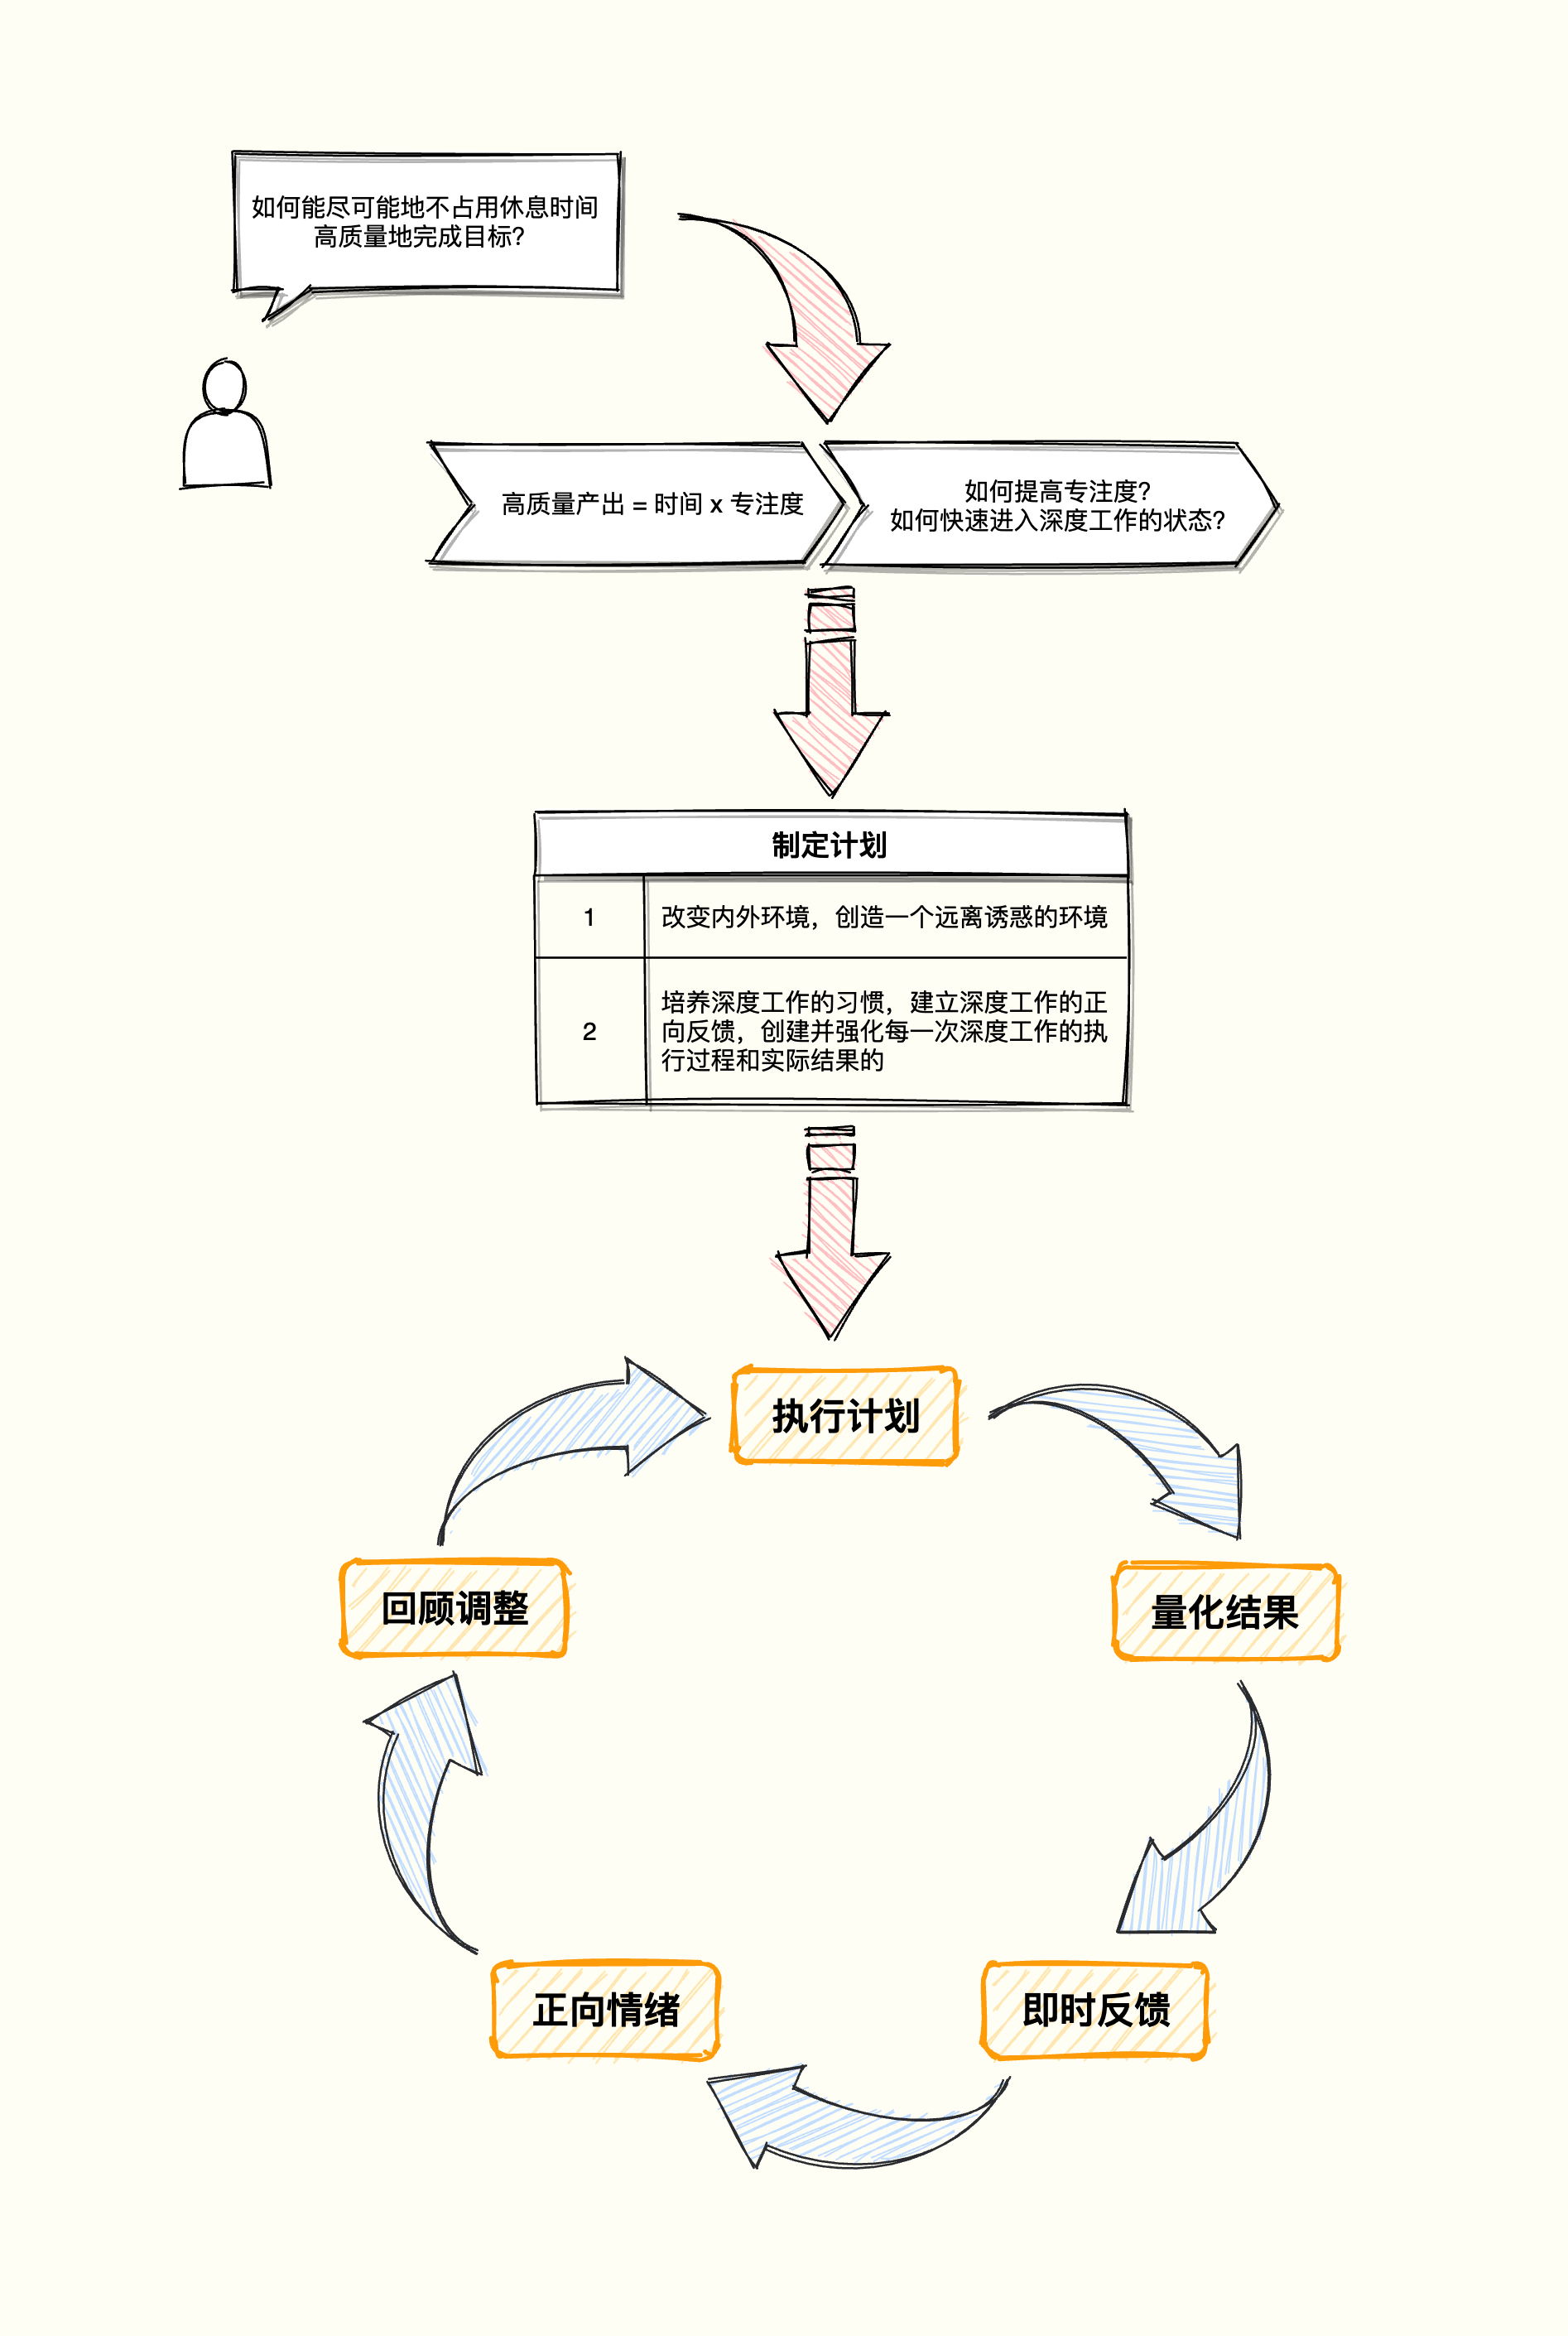 如何能尽可能地不占用休息时间
高质量地完成目标?
高质量产出 = 时间 x 专注度
如何提高专注度?
如何快速进入深度工作的状态?
制定计划
1
改变内外环境，创造一个远离诱惑的环境
2
培养深度工作的习惯，建立深度工作的正
向反馈，创建并强化每一次深度工作的执
行过程和实际结果的
执行计划
回顾调整
量化结果
正向情绪
即时反馈